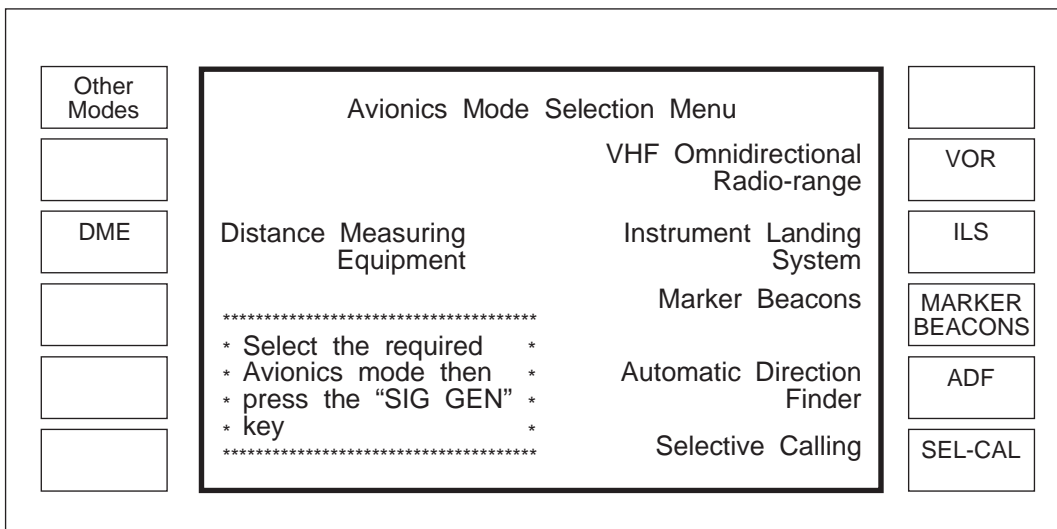 Other
Modes
Avionics Mode Selection Menu
VHF Omnidirectional
Radio-range
VOR
DME
Distance Measuring
Equipment
Instrument Landing
System
ILS
Marker Beacons
MARKER
BEACONS
***************************************
* Select the required *
* Avionics mode then *
* press the “SIG GEN” *
* key *
***************************************
Automatic Direction
Finder
ADF
Selective Calling
SEL-CAL